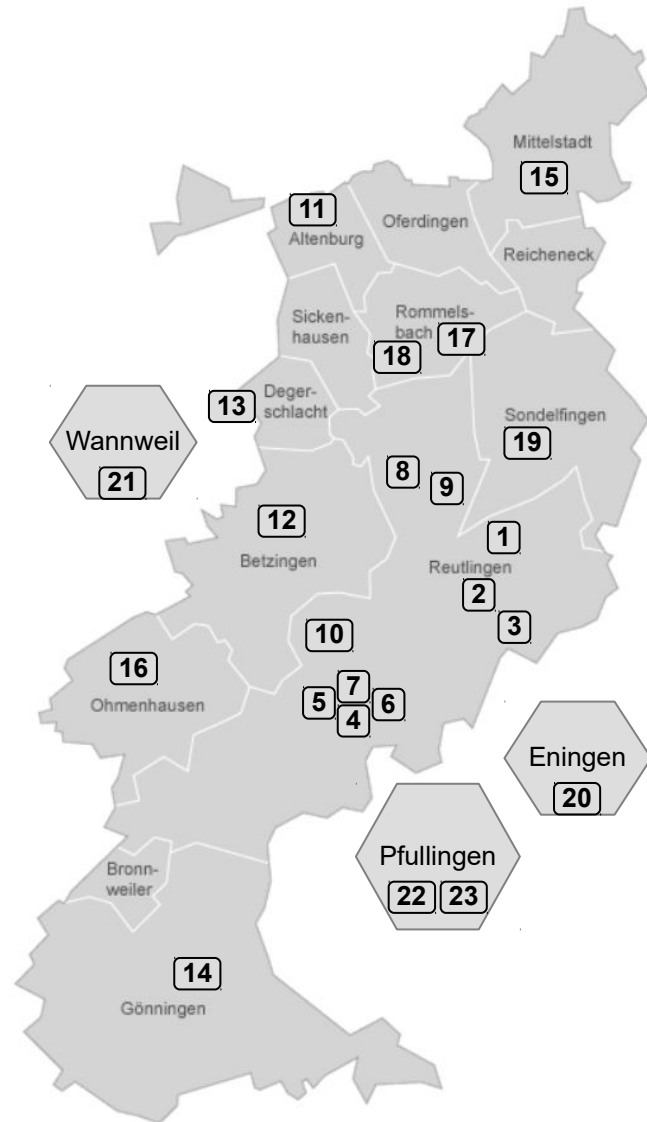 Mittelstadt
15
11
Altenburg
Oferdingen
Reicheneck
Sicken-
hausen
Rommels-
bach
17
18
13
Deger-
schlacht
Wannweil
21
Sondelfingen
19
8
9
12
Betzingen
1
Reutlingen
2
3
10
16
Ohmenhausen
7
5
6
4
Eningen
20
Pfullingen
22 23
Bronn-
weiler
14
Gönningen